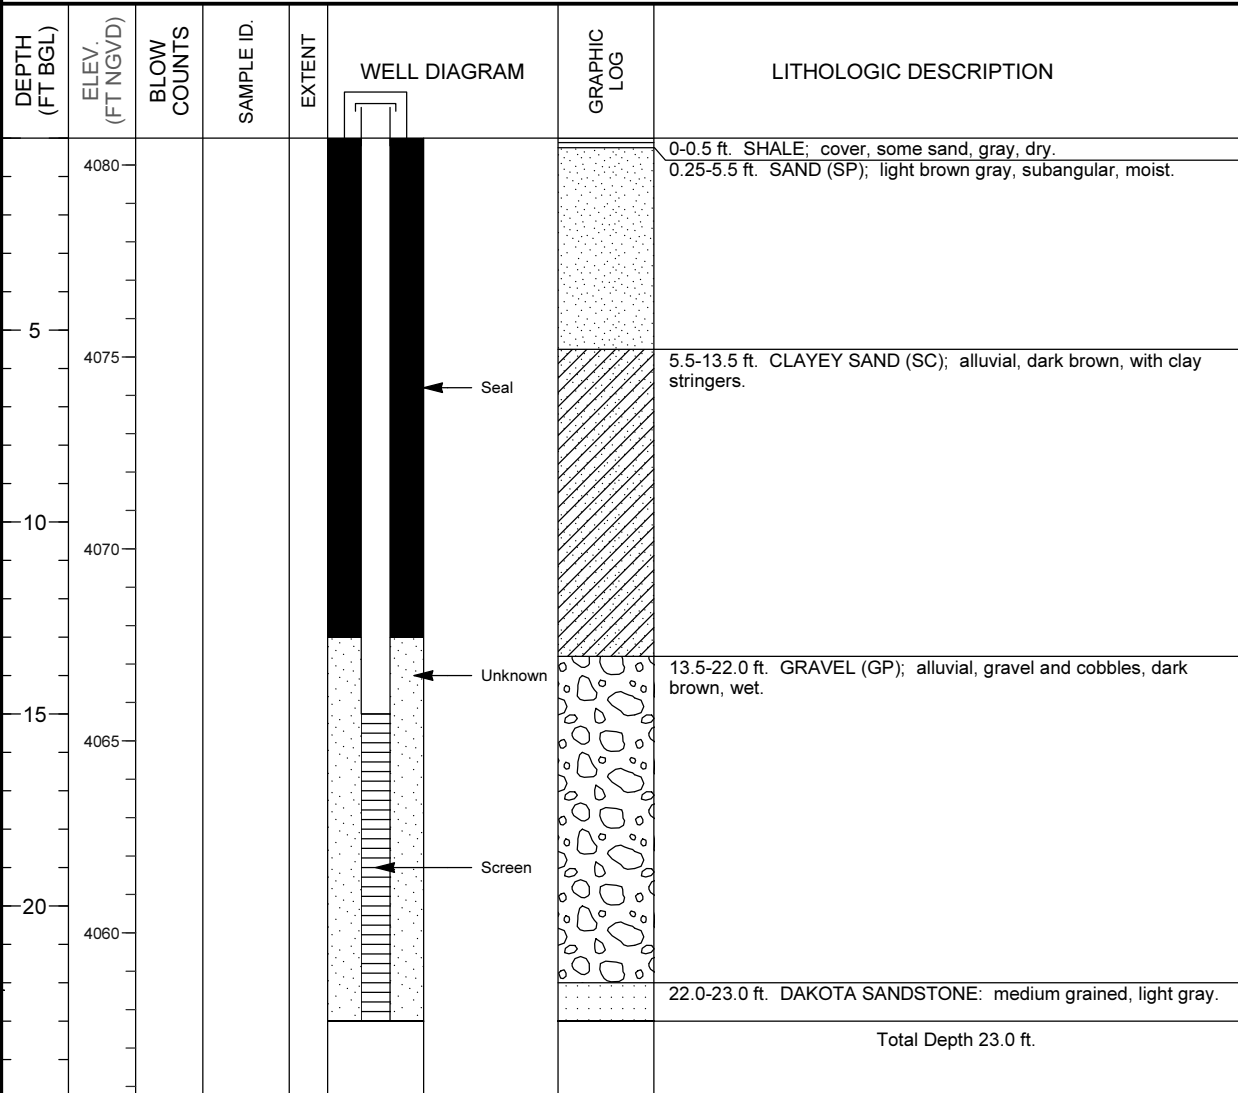 DEPTH
(FT BGL)
ELEV.
(FT NGVD)
BLOW
COUNTS
SAMPLE ID.
EXTENT
WELL DIAGRAM
GRAPHIC
LOG
LITHOLOGIC DESCRIPTION
0-0.5 ft. SHALE; cover, some sand, gray, dry.
4080
0.25-5.5 ft. SAND (SP); light brown gray, subangular, moist.
5
4075
5.5-13.5 ft. CLAYEY SAND (SC); alluvial, dark brown, with clay
stringers.
Seal
10
4070
13.5-22.0 ft. GRAVEL (GP); alluvial, gravel and cobbles, dark
brown, wet.
Unknown
15
4065
Screen
20
4060
22.0-23.0 ft. DAKOTA SANDSTONE: medium grained, light gray.
Total Depth 23.0 ft.